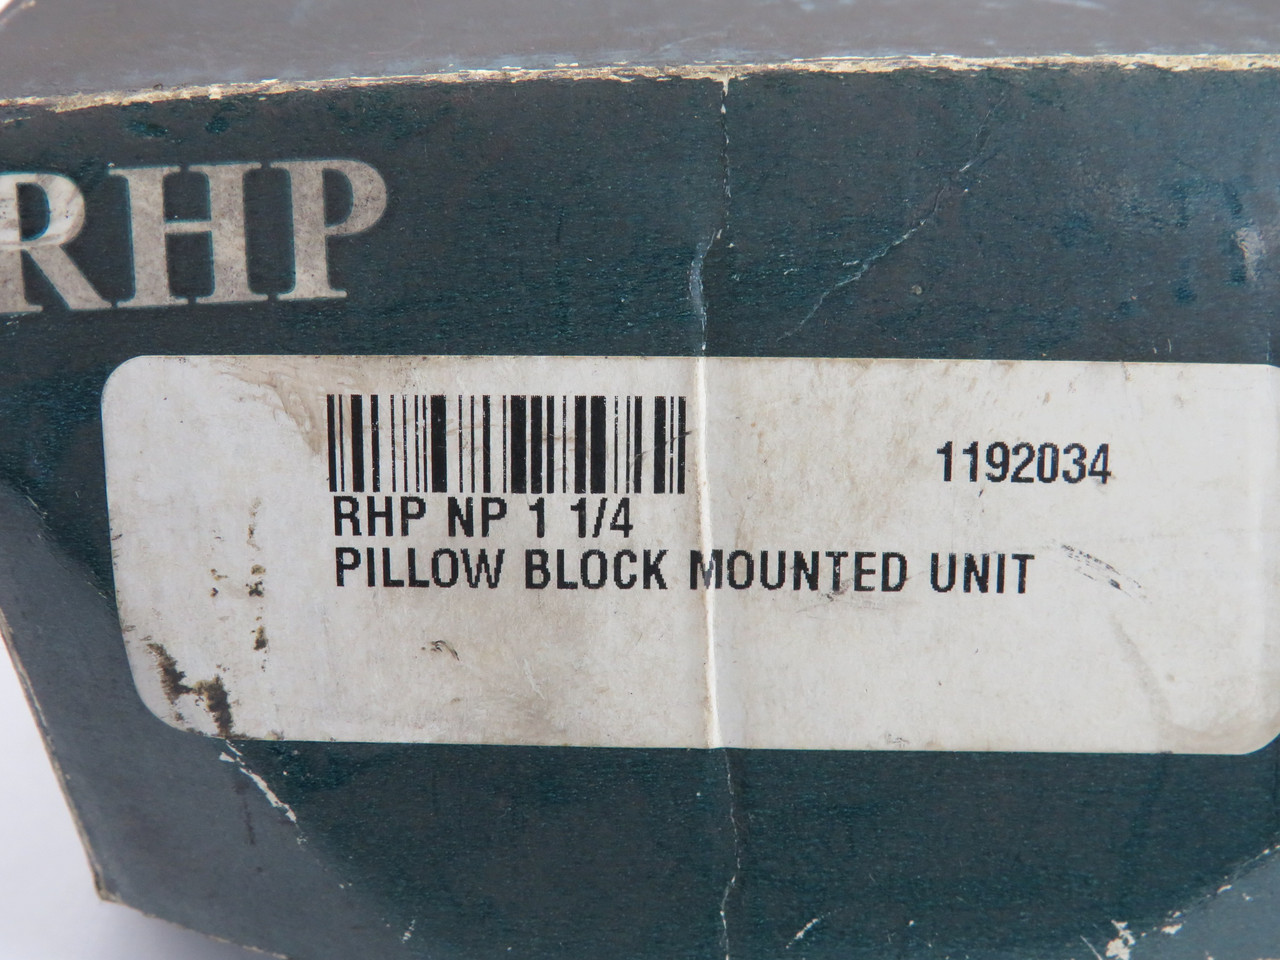 RHP
1192034
RHP NP 1 1/4
PILLOW BLOCK MOUNTED UNIT